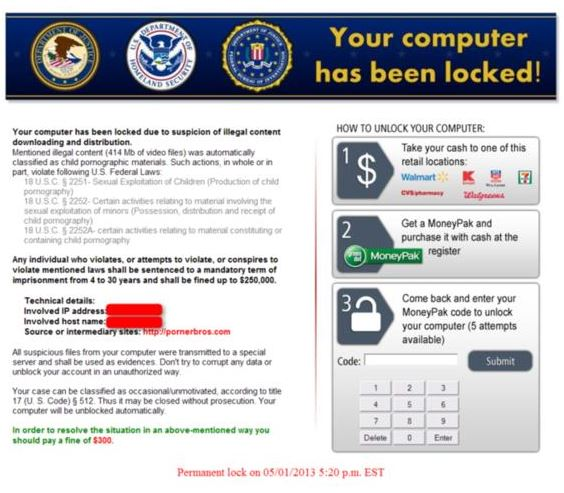 Your computer
has been locked!
Your computer has been locked due to suspicion of illegal content
downloading and distribution.
Mentioned illegal content (414 Mb of video files) was automatically
classified as child pornographic materials. Such actions, in whole or in
part, violate following U.S. Federal Laws:
18 U.S.C. § 2251- Sexual Exploitation of Children (Production of child
pornography)
18 U.S.C. § 2252- Certain activities relating to material involving the
sexual exploitation of minors (Possession, distribution and receipt of
child pornography)
18 U.S.C. § 2252A- certain activities relating to material constituting or
containing child pornography
Any individual who violates, or attempts to violate, or conspires to
violate mentioned laws shall be sentenced to a mandatory term of
imprisonment from 4 to 30 years and shall be fined up to $250,000.
Technical details:
Involved IP address:
Involved host name:
Source or intermediary sites: http://pornerbros.com
All suspicious files from your computer were transmitted to a special
server and shall be used as evidences. Don't try to corrupt any data or
unblock your account in an unauthorized way.
Your case can be classified as occasional/unmotivated, according to title
17 (U. S. Code) § 512. Thus it may be closed without prosecution. Your
computer will be unblocked automatically.
In order to resolve the situation in an above-mentioned way you
should pay a fine of $300.
HOW TO UNLOCK YOUR COMPUTER:
1
$
Take your cash to one of this
retail locations:
Walmart
K
7
CVS/pharmacy
Walgreens
2
MoneyPak
Get a MoneyPak and
purchase it with cash at the
register
3
Come back and enter your
MoneyPak code to unlock
your computer (5 attempts
available)
Code:
Submit
1 2 3
4 5 6
7 8 9
Delete 0 Enter
Permanent lock on 05/01/2013 5:20 p.m. EST